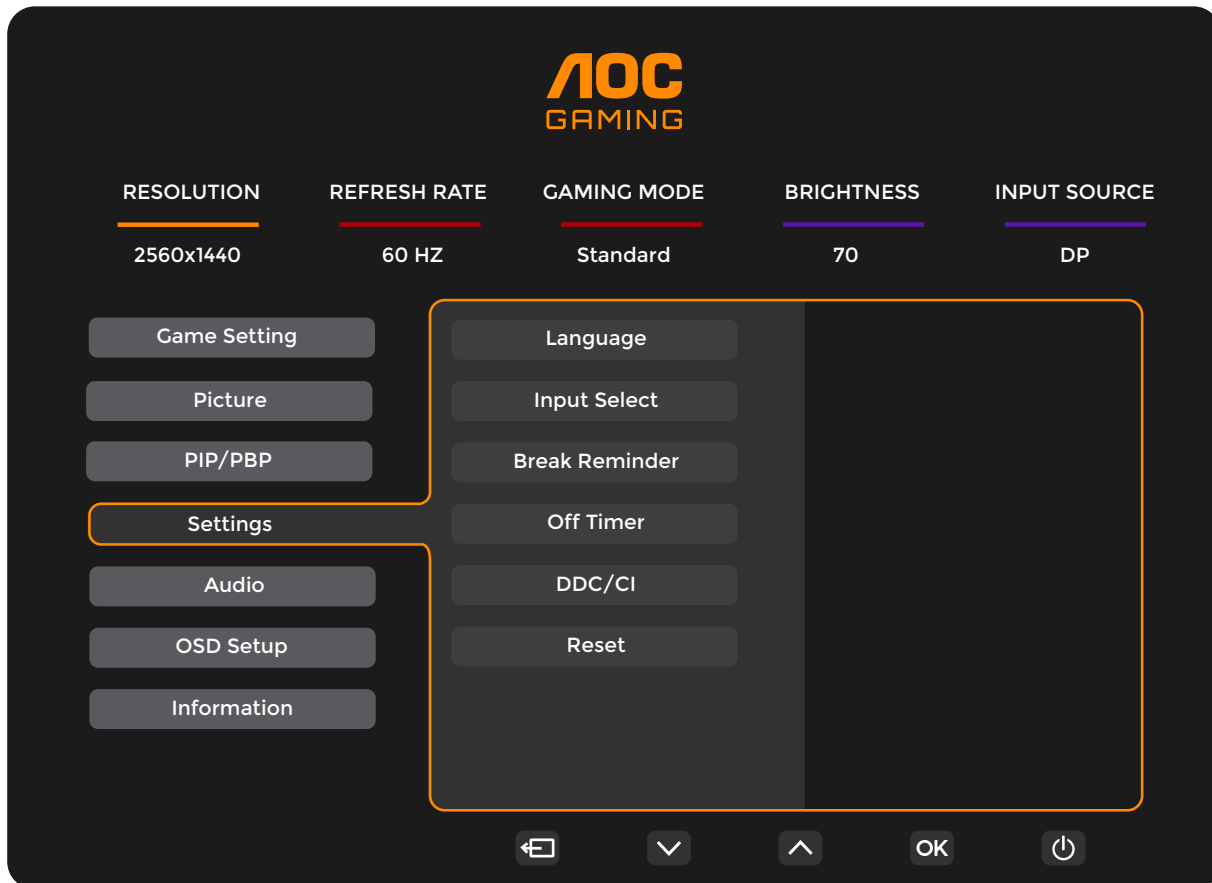 AOC
GAMING
RESOLUTION REFRESH RATE GAMING MODE BRIGHTNESS INPUT SOURCE
2560x1440 60 HZ Standard 70 DP
Game Setting
Picture
PIP/PBP
Settings
Audio
OSD Setup
Information
Language
Input Select
Break Reminder
Off Timer
DDC/CI
Reset
OK